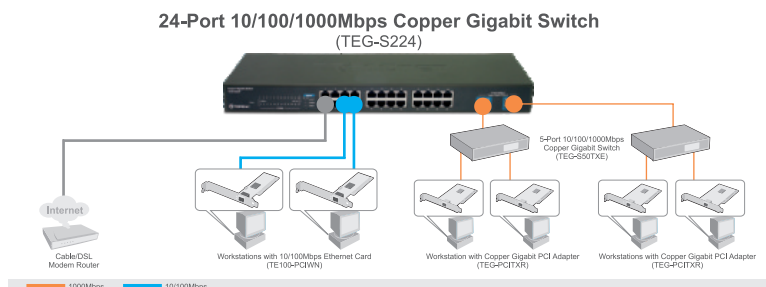 24-Port 10/100/1000Mbps Copper Gigabit Switch
(TEG-S224)
5-Port 10/100/1000Mbps
Copper Gigabit Switch
(TEG-S50TXE)
Internet
Cable/DSL
Modem Router
Workstations with 10/100Mbps Ethernet Card
(TE100-PCIWN)
Workstation with Copper Gigabit PCI Adapter
(TEG-PCITXR)
Workstations with Copper Gigabit PCI Adapter
(TEG-PCITXR)
1000Mbps
10/100Mbps